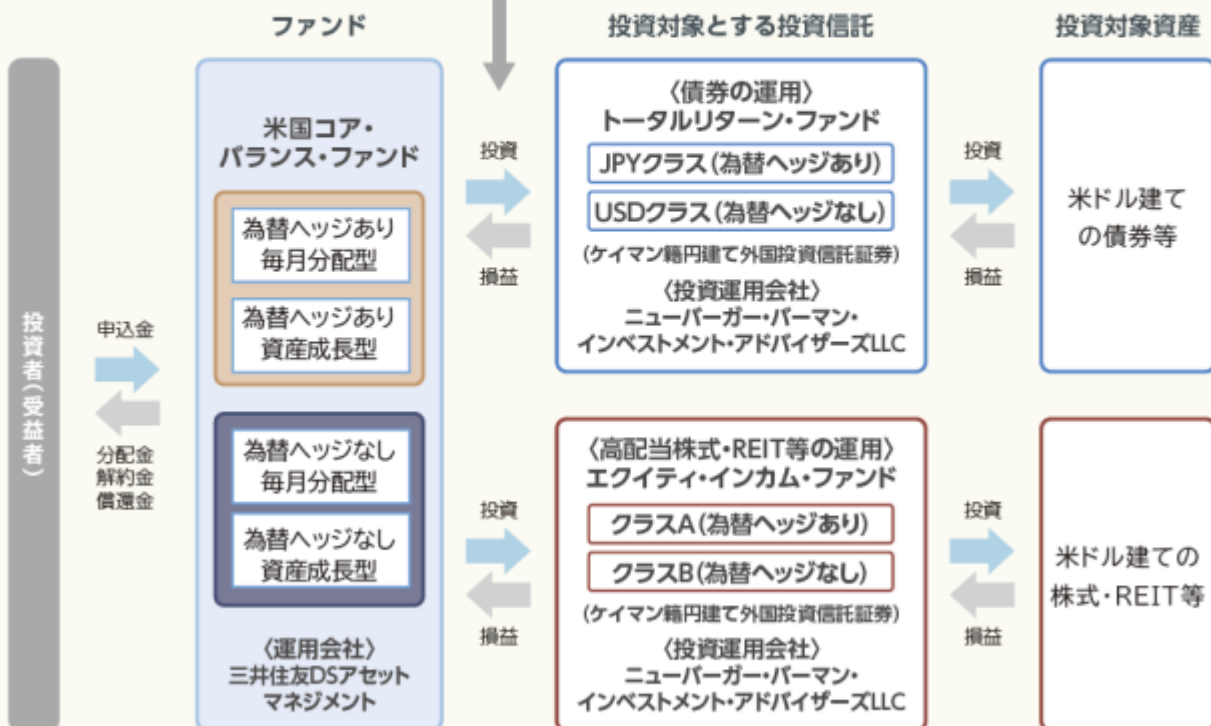 ファンド
投資対象とする投資信託
投資対象資産
投資者(受益者)
申込金
分配金
解約金
償還金
米国コア・
バランス・ファンド
為替ヘッジあり
毎月分配型
為替ヘッジあり
資産成長型
為替ヘッジなし
毎月分配型
為替ヘッジなし
資産成長型
〈運用会社〉
三井住友DSアセット
マネジメント
投資
損益
〈債券の運用〉
トータルリターン・ファンド
JPYクラス(為替ヘッジあり)
USDクラス(為替ヘッジなし)
(ケイマン籍円建て外国投資信託証券)
〈投資運用会社〉
ニューバーガー・バーマン・
インベストメント・アドバイザーズLLC
投資
損益
米ドル建て
の債券等
投資
損益
〈高配当株式・REIT等の運用〉
エクイティ・インカム・ファンド
クラスA(為替ヘッジあり)
クラスB(為替ヘッジなし)
(ケイマン籍円建て外国投資信託証券)
〈投資運用会社〉
ニューバーガー・バーマン・
インベストメント・アドバイザーズLLC
投資
損益
米ドル建ての
株式・REIT等